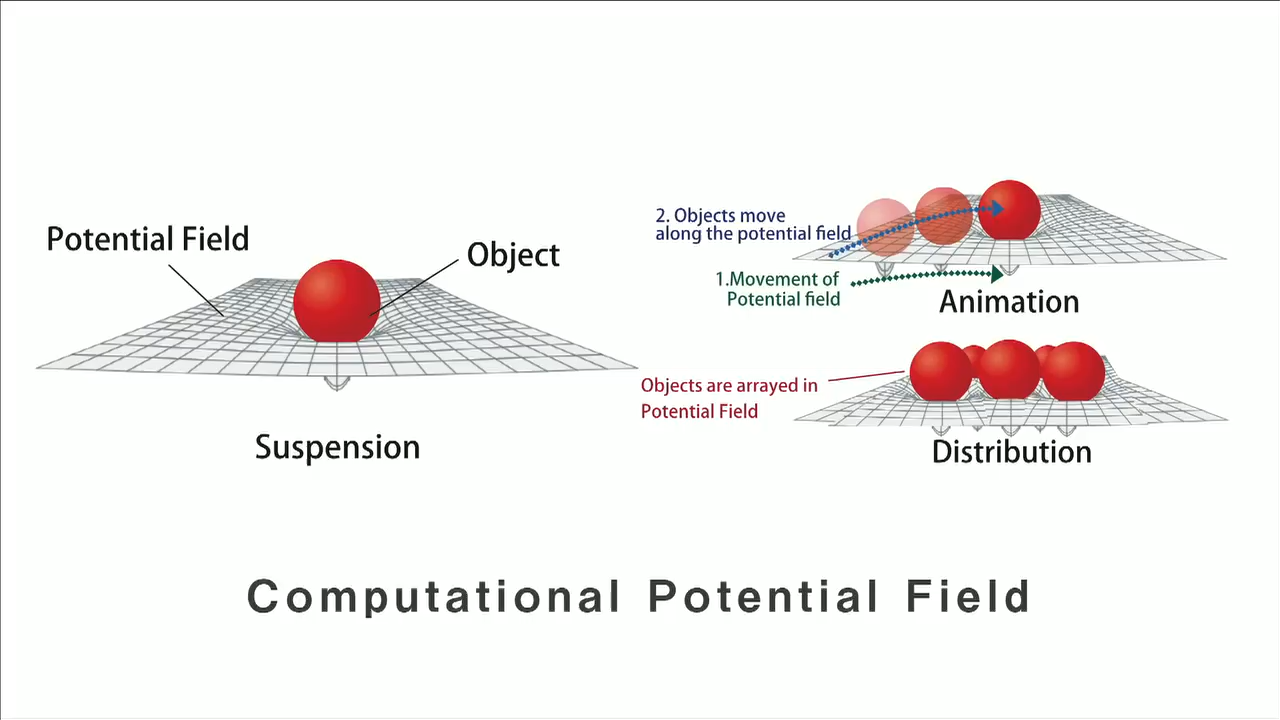 Potential Field
Object
Suspension
2. Objects move
along the potential field
1.Movement of
Potential field
Animation
Objects are arrayed in
Potential Field
Distribution
Computational Potential Field